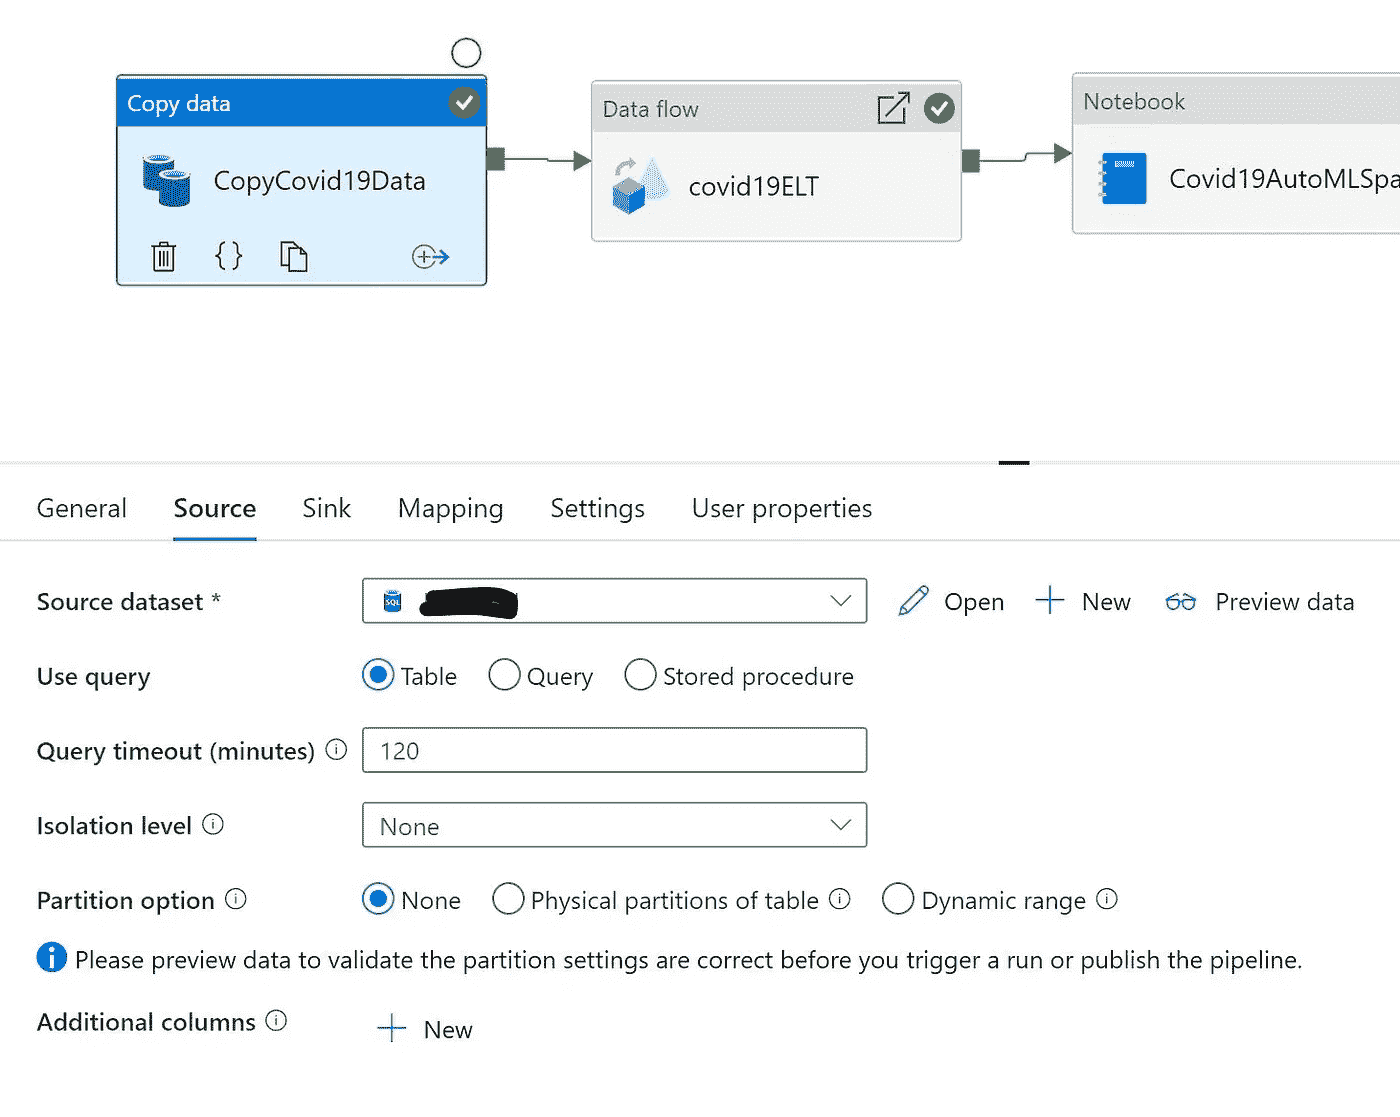 Copy data
CopyCovid19Data
Data flow
covid19ELT
Notebook
Covid19AutoMLSpa
General Source Sink Mapping Settings User properties
Source dataset * SQL Open New Preview data
Use query Table Query Stored procedure
Query timeout (minutes) 120
Isolation level None
Partition option None Physical partitions of table Dynamic range
Please preview data to validate the partition settings are correct before you trigger a run or publish the pipeline.
Additional columns New